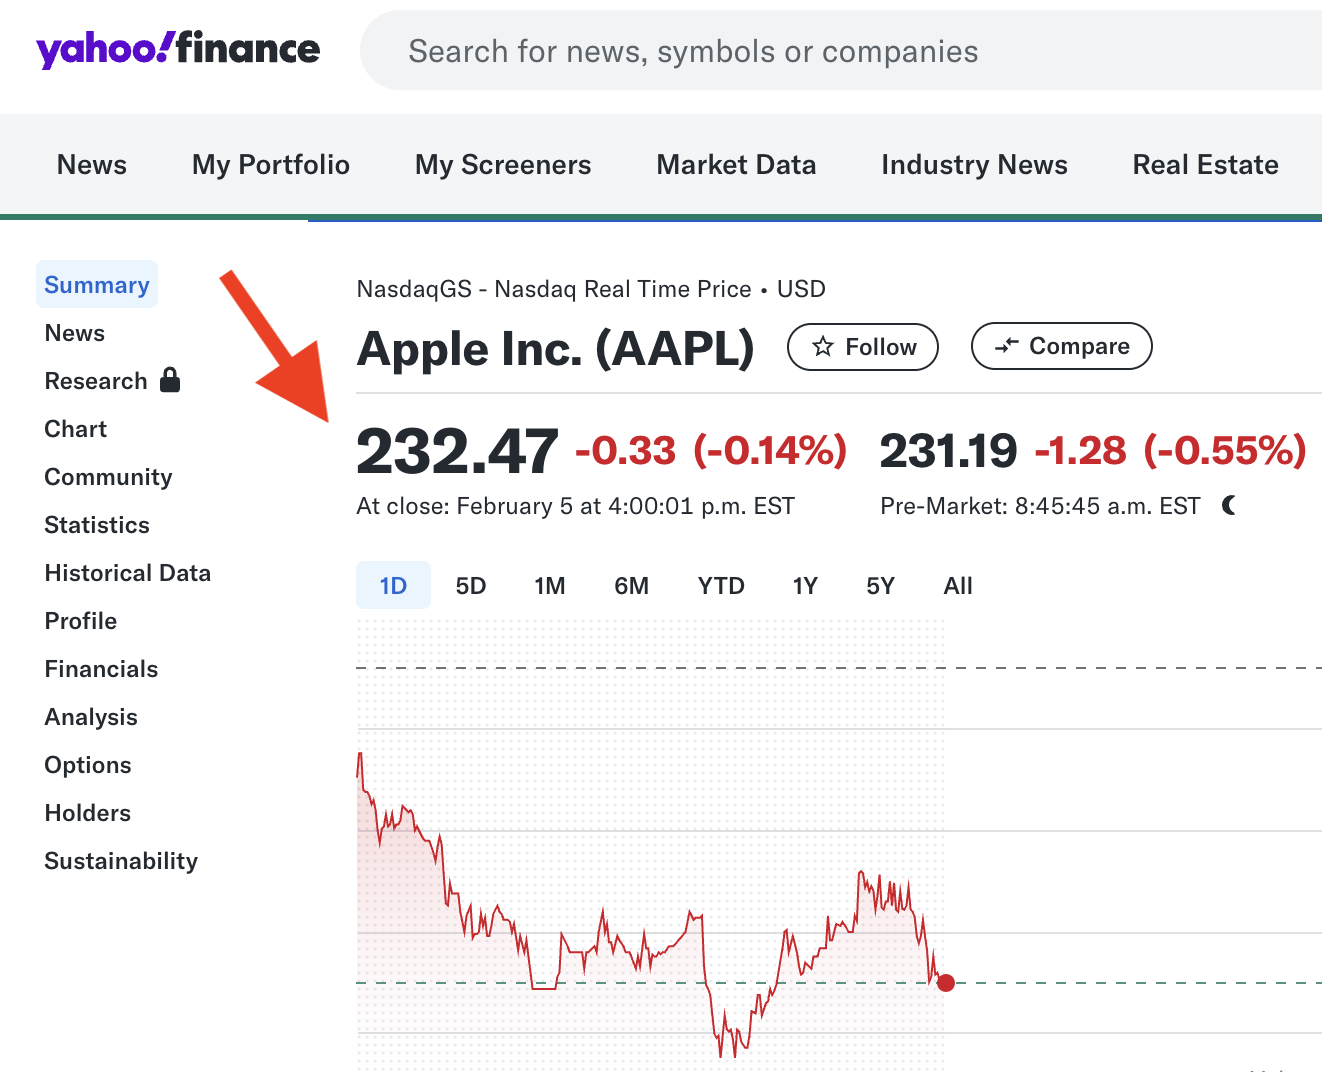 yahoo!finance
Search for news, symbols or companies
News My Portfolio My Screeners Market Data Industry News Real Estate
Summary
News
Research
Chart
Community
Statistics
Historical Data
Profile
Financials
Analysis
Options
Holders
Sustainability
NasdaqGS - Nasdaq Real Time Price • USD
Apple Inc. (AAPL) Follow Compare
232.47 -0.33 (-0.14%) 231.19 -1.28 (-0.55%)
At close: February 5 at 4:00:01 p.m. EST Pre-Market: 8:45:45 a.m. EST
1D 5D 1M 6M YTD 1Y 5Y All